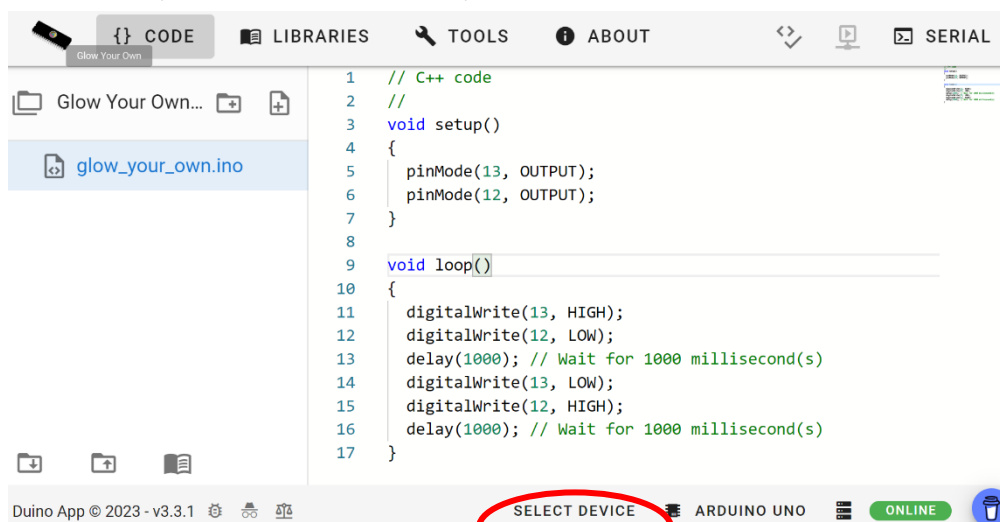 {} CODE LIBRARIES TOOLS ABOUT SERIAL
Glow Your Own
Glow Your Own...
glow_your_own.ino
1 // C++ code
2 //
3 void setup()
4 {
5 pinMode(13, OUTPUT);
6 pinMode(12, OUTPUT);
7 }
8
9 void loop()
10 {
11 digitalWrite(13, HIGH);
12 digitalWrite(12, LOW);
13 delay(1000); // Wait for 1000 millisecond(s)
14 digitalWrite(13, LOW);
15 digitalWrite(12, HIGH);
16 delay(1000); // Wait for 1000 millisecond(s)
17 }
Duino App © 2023 - v3.3.1 SELECT DEVICE ARDUINO UNO ONLINE